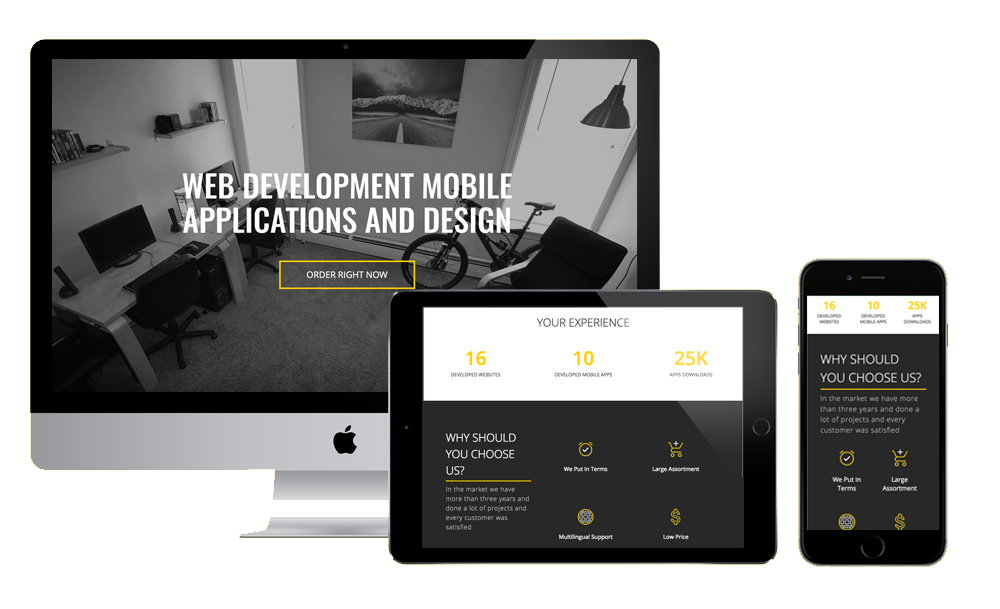 WEB DEVELOPMENT MOBILE
APPLICATIONS AND DESIGN
ORDER RIGHT NOW
YOUR EXPERIENCE
16
DEVELOPED WEBSITES
10
DEVELOPED MOBILE APPS
25K
APPS DOWNLOADS
WHY SHOULD
YOU CHOOSE
US?
In the market we have
more than three years and
done a lot of projects and
every customer was
satisfied
We Put In Terms
Large Assortment
Multilingual Support
Low Price
16
DEVELOPED
WEBSITES
10
DEVELOPED
MOBILE APPS
25K
APPS
DOWNLOADS
WHY SHOULD
YOU CHOOSE US?
In the market we have more
than three years and done a
lot of projects and every
customer was satisfied
We Put In
Terms
Large
Assortment